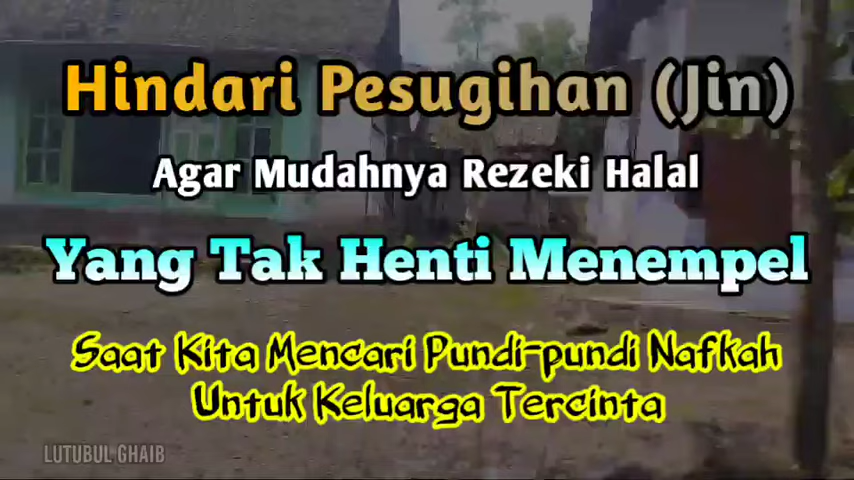 Hindari Pesugihan (Jin)
Agar Mudahnya Rezeki Halal
Yang Tak Henti Menempel
Saat Kita Mencari Pundi-pundi Nafkah
Untuk Keluarga Tercinta
LUTUBUL GHAIB